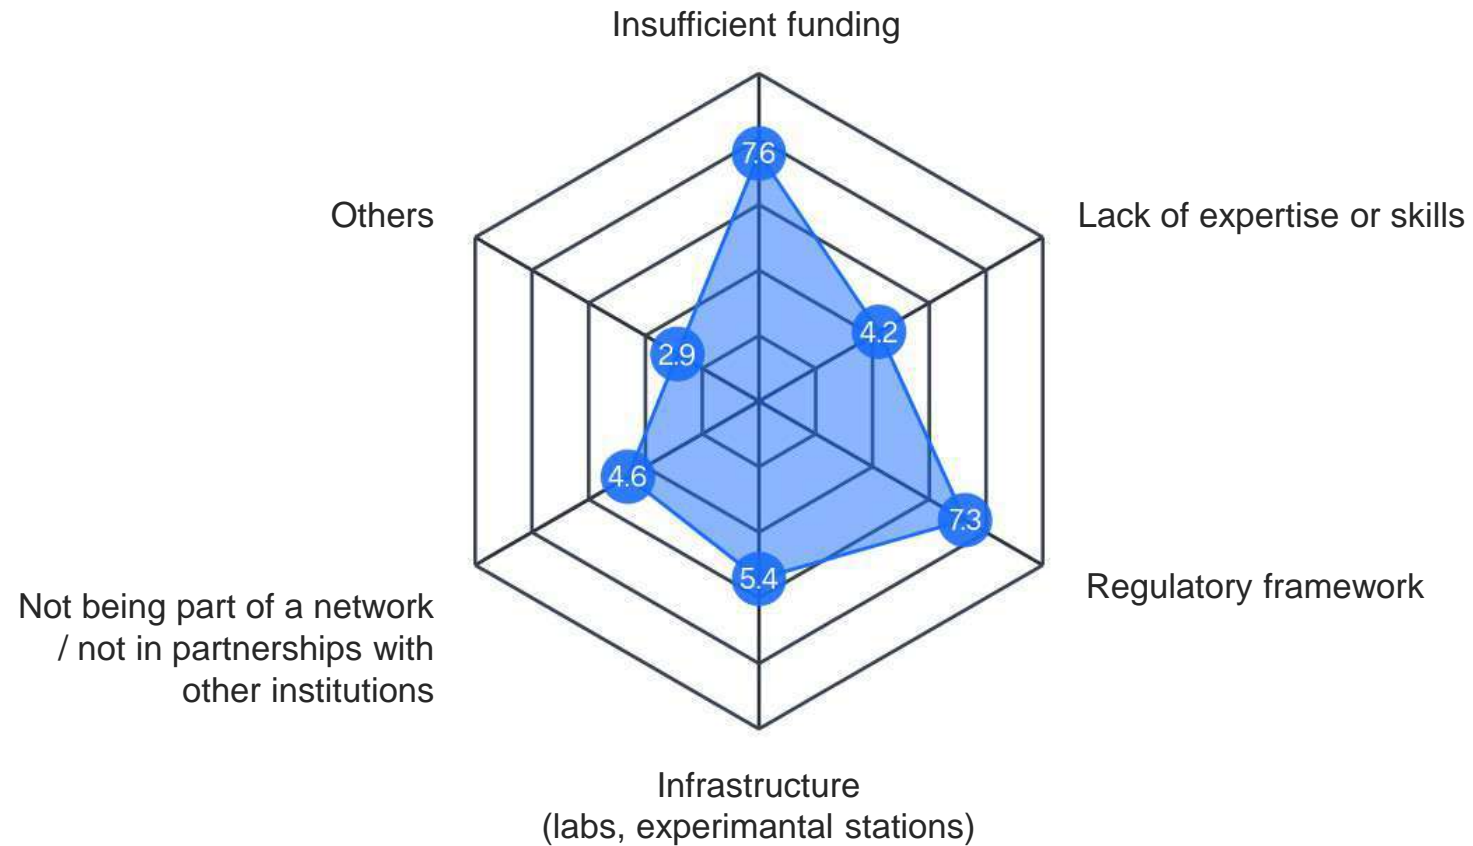 Insufficient funding
7.6
Others
Lack of expertise or skills
4.2
2.9
4.6
7.3
5.4
Regulatory framework
Not being part of a network
/ not in partnerships with
other institutions
Infrastructure
(labs, experimantal stations)